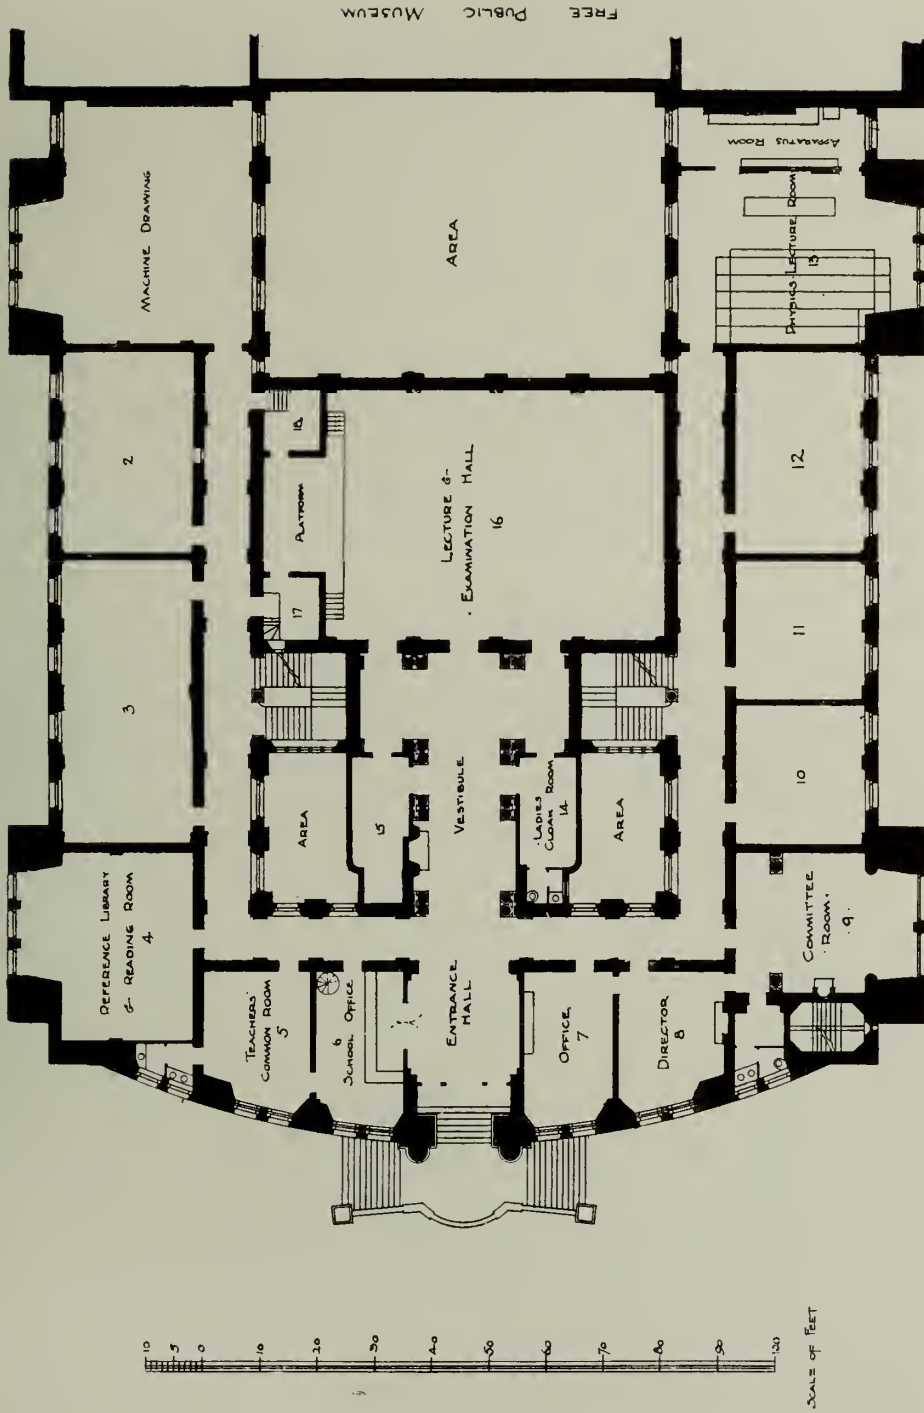 FREE PUBLIC MUSEUM
MACHINE DRAWING
AREA
APPARATUS ROOM
PHYSICS LECTURE ROOM
13
2
18
PLATFORM
17
LECTURE &
EXAMINATION HALL
16
12
11
3
10
AREA
15
VESTIBULE
LADIES
CLOAK ROOM
14
AREA
REFERENCE LIBRARY
& READING ROOM
4
COMMITTEE
ROOM.
9.
TEACHERS'
COMMON ROOM
5
6
SCHOOL OFFICE
ENTRANCE
HALL
OFFICE
7
DIRECTOR
8
10 5 0 10 20 30 40 50 60 70 80 90 100
SCALE OF FEET